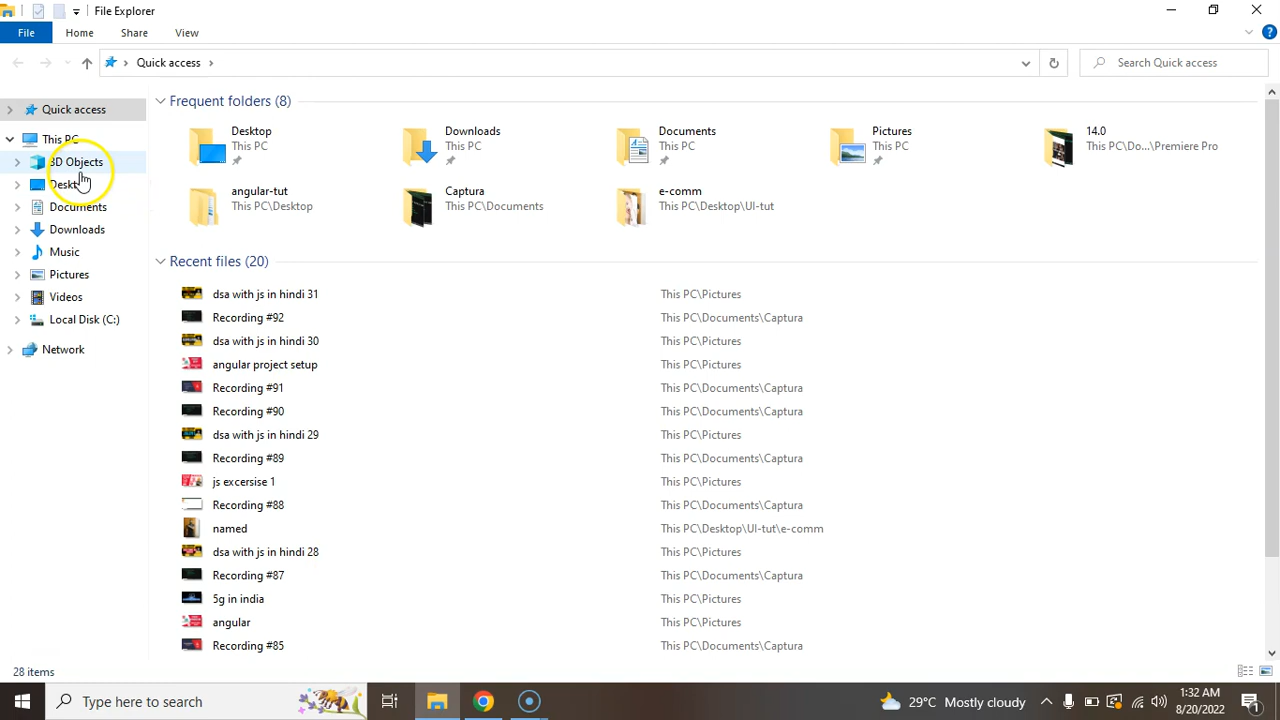 File Explorer
File Home Share View
Quick access
Search Quick access
Quick access
This PC
3D Objects
Desktop
Documents
Downloads
Music
Pictures
Videos
Local Disk (C:)
Network
Frequent folders (8)
Desktop
This PC
Downloads
This PC
Documents
This PC
Pictures
This PC
14.0
This PC\Do...\Premiere Pro
angular-tut
This PC\Desktop
Captura
This PC\Documents
e-comm
This PC\Desktop\UI-tut
Recent files (20)
dsa with js in hindi 31 This PC\Pictures
Recording #92 This PC\Documents\Captura
dsa with js in hindi 30 This PC\Pictures
angular project setup This PC\Pictures
Recording #91 This PC\Documents\Captura
Recording #90 This PC\Documents\Captura
dsa with js in hindi 29 This PC\Pictures
Recording #89 This PC\Documents\Captura
js excersise 1 This PC\Pictures
Recording #88 This PC\Documents\Captura
named This PC\Desktop\UI-tut\e-comm
dsa with js in hindi 28 This PC\Pictures
Recording #87 This PC\Documents\Captura
5g in india This PC\Pictures
angular This PC\Pictures
Recording #85 This PC\Documents\Captura
28 items
Type here to search
29°C Mostly cloudy
1:32 AM
8/20/2022
1